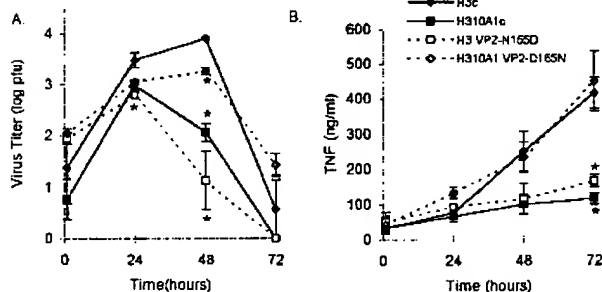 A.
Virus Titer (log pfu)
4
3
2
1
0
0 24 48 72
Time(hours)
*
*
*
*
B.
H3c
H310A1c
H3 VP2-N165D
H310A1 VP2-D165N
TNF (ng/ml)
600
500
400
300
200
100
0
0 24 48 72
Time (hours)
*
*